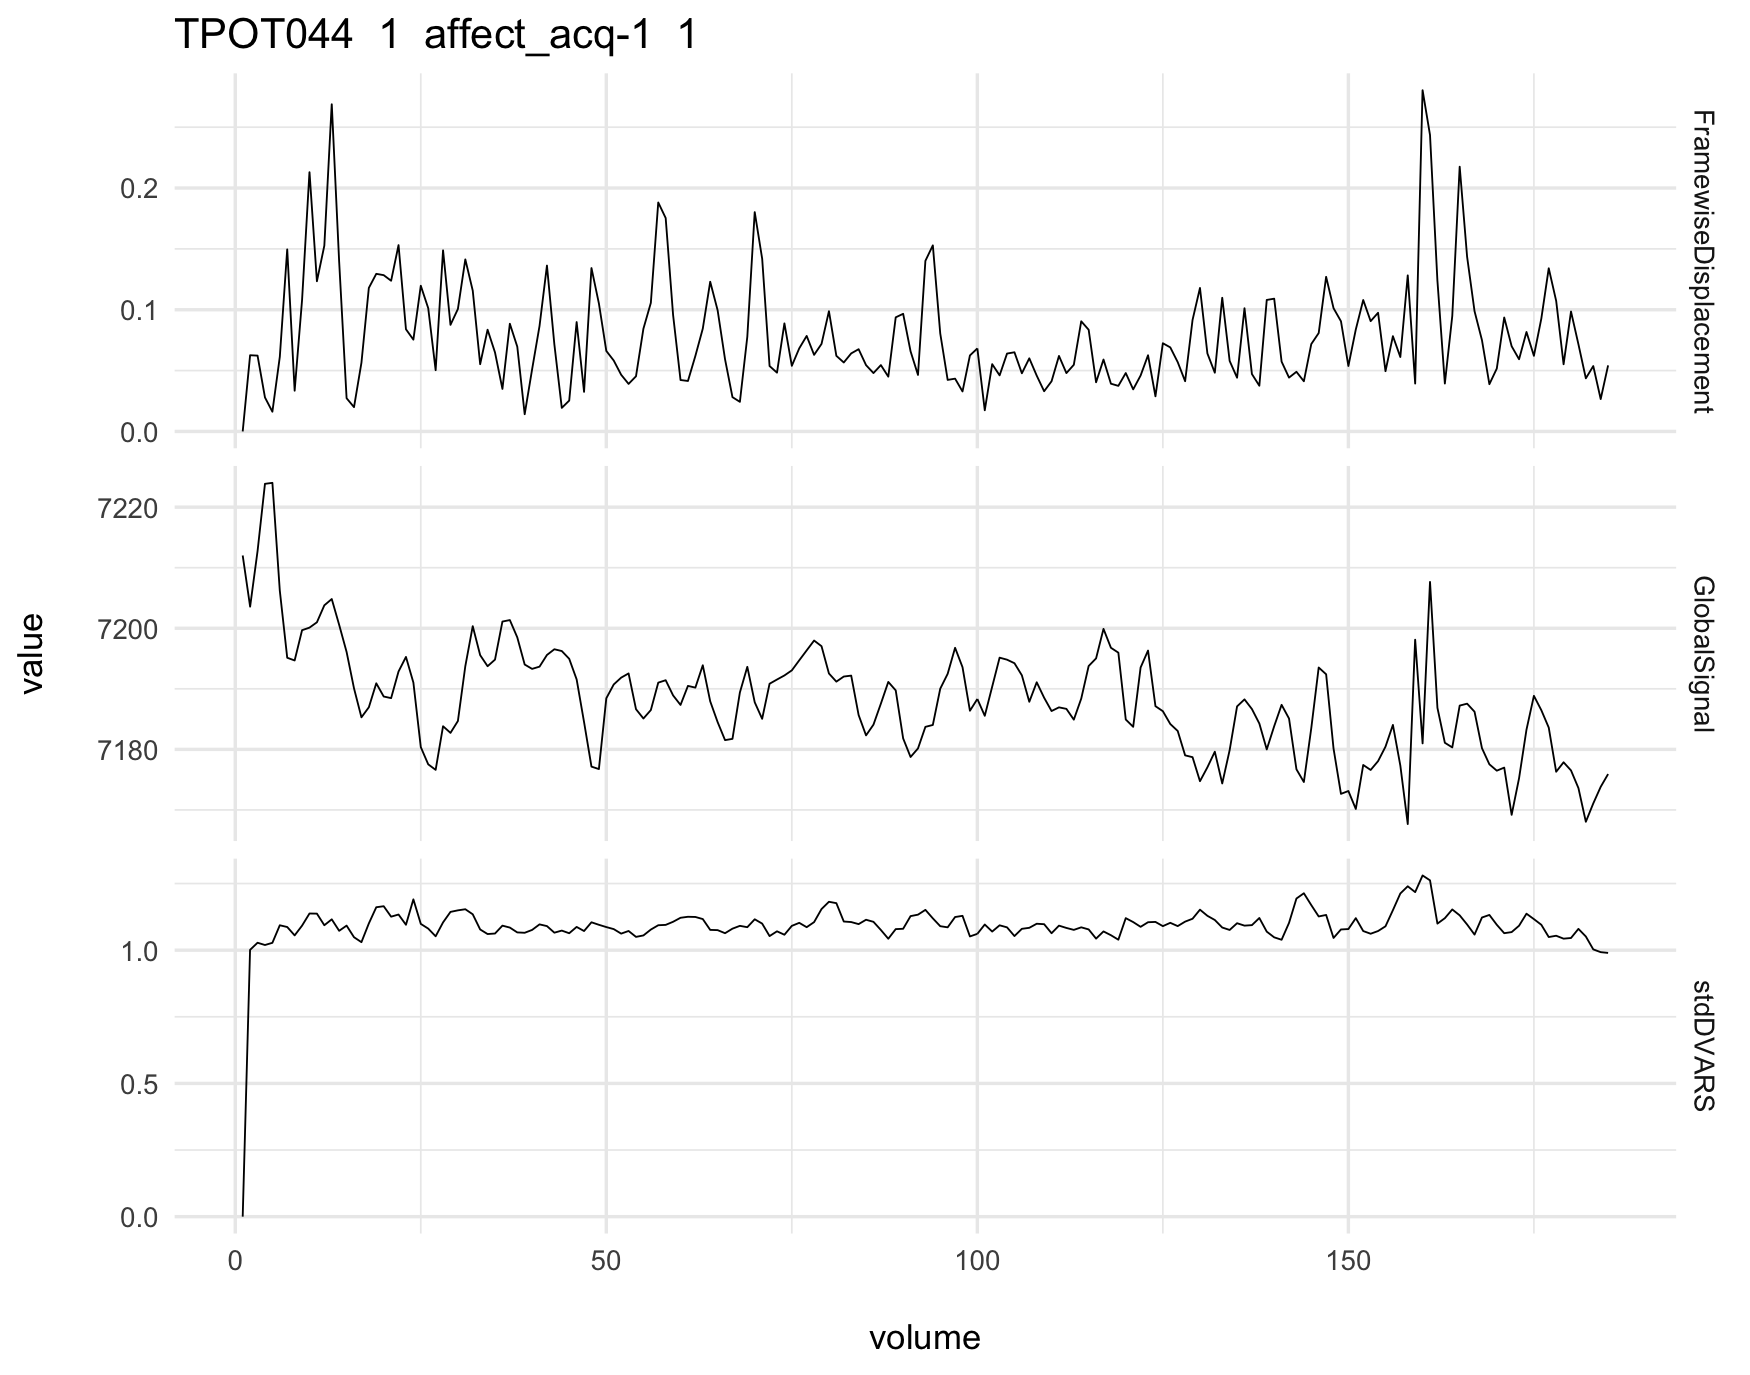 TPOT044 1 affect_acq-1 1
0.2
0.1
0.0
FramewiseDisplacement
7220
7200
7180
GlobalSignal
value
1.0
0.5
0.0
stdDVARS
0 50 100 150
volume